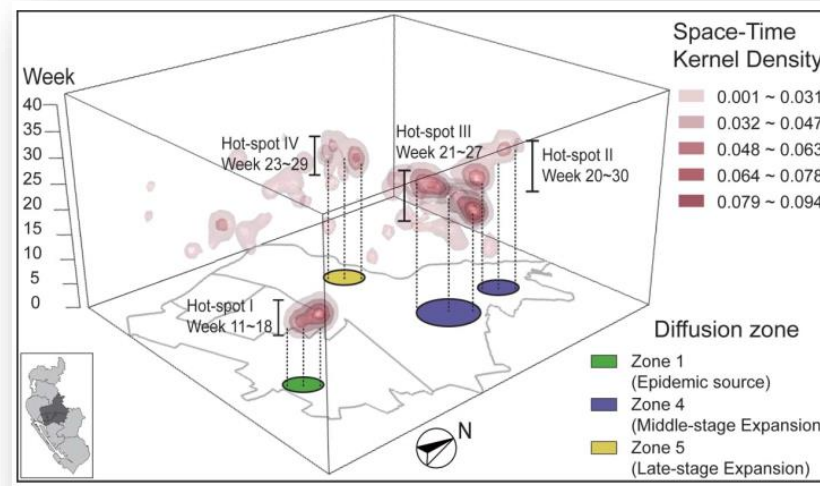 Space-Time
Kernel Density
0.001 ~ 0.031
0.032 ~ 0.047
0.048 ~ 0.063
0.064 ~ 0.078
0.079 ~ 0.094
Week
40
35
30
25
20
15
10
5
0
Hot-spot IV
Week 23~29
Hot-spot III
Week 21~27
Hot-spot II
Week 20~30
Hot-spot I
Week 11~18
N
Diffusion zone
Zone 1
(Epidemic source)
Zone 4
(Middle-stage Expansion
Zone 5
(Late-stage Expansion)